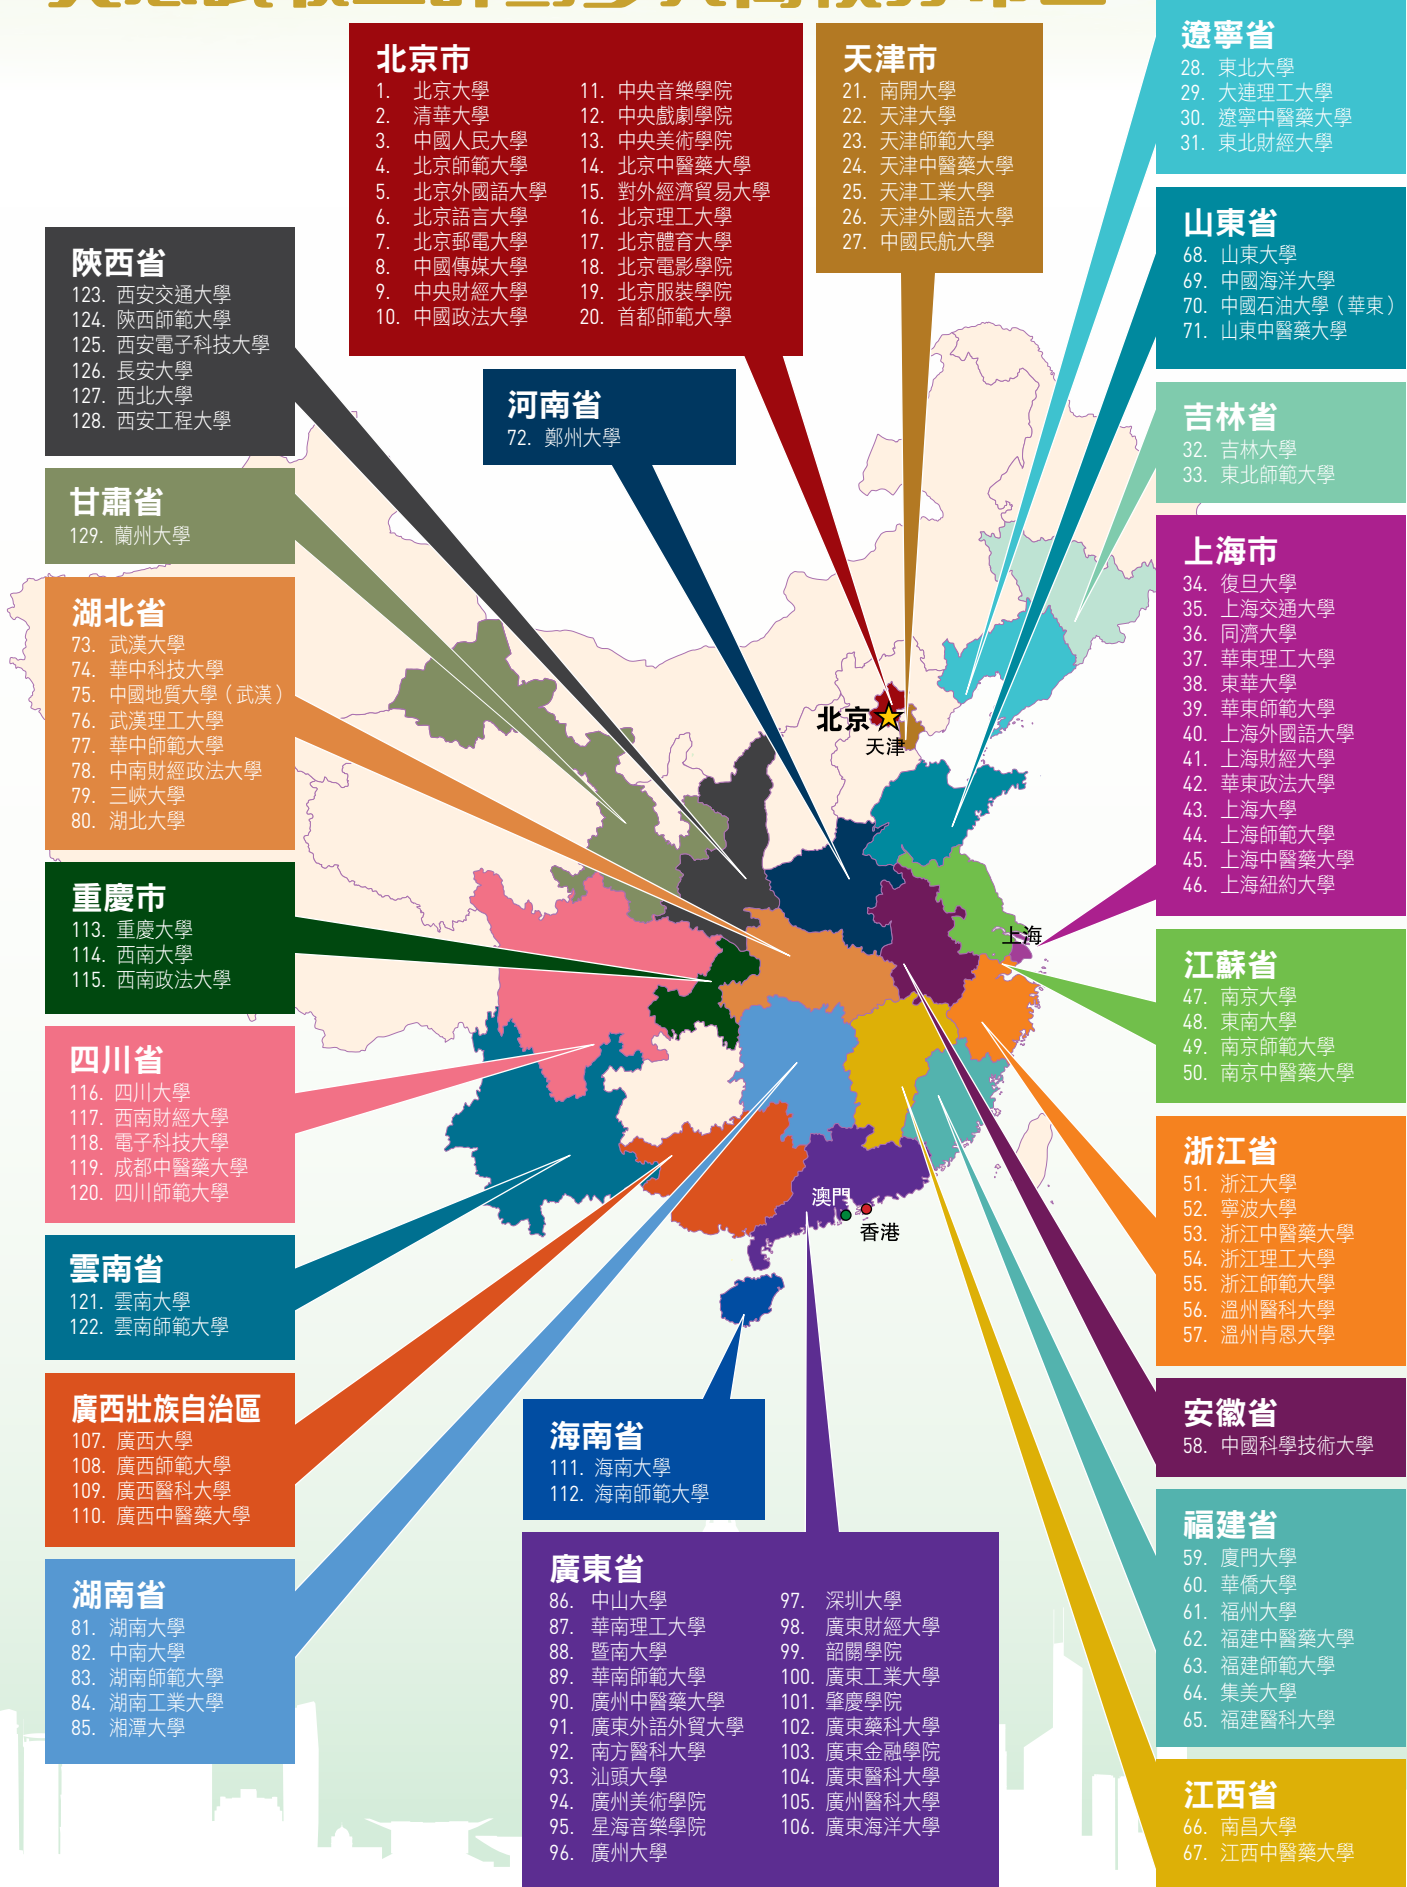 北京市
1. 北京大學
2. 清華大學
3. 中國人民大學
4. 北京師範大學
5. 北京外國語大學
6. 北京語言大學
7. 北京郵電大學
8. 中國傳媒大學
9. 中央財經大學
10. 中國政法大學
11. 中央音樂學院
12. 中央戲劇學院
13. 中央美術學院
14. 北京中醫藥大學
15. 對外經濟貿易大學
16. 北京理工大學
17. 北京體育大學
18. 北京電影學院
19. 北京服裝學院
20. 首都師範大學
天津市
21. 南開大學
22. 天津大學
23. 天津師範大學
24. 天津中醫藥大學
25. 天津工業大學
26. 天津外國語大學
27. 中國民航大學
遼寧省
28. 東北大學
29. 大連理工大學
30. 遼寧中醫藥大學
31. 東北財經大學
山東省
68. 山東大學
69. 中國海洋大學
70. 中國石油大學（華東）
71. 山東中醫藥大學
吉林省
32. 吉林大學
33. 東北師範大學
上海市
34. 復旦大學
35. 上海交通大學
36. 同濟大學
37. 華東理工大學
38. 東華大學
39. 華東師範大學
40. 上海外國語大學
41. 上海財經大學
42. 華東政法大學
43. 上海大學
44. 上海師範大學
45. 上海中醫藥大學
46. 上海紐約大學
江蘇省
47. 南京大學
48. 東南大學
49. 南京師範大學
50. 南京中醫藥大學
浙江省
51. 浙江大學
52. 寧波大學
53. 浙江中醫藥大學
54. 浙江理工大學
55. 浙江師範大學
56. 溫州醫科大學
57. 溫州肯恩大學
安徽省
58. 中國科學技術大學
福建省
59. 廈門大學
60. 華僑大學
61. 福州大學
62. 福建中醫藥大學
63. 福建師範大學
64. 集美大學
65. 福建醫科大學
江西省
66. 南昌大學
67. 江西中醫藥大學
陝西省
123. 西安交通大學
124. 陝西師範大學
125. 西安電子科技大學
126. 長安大學
127. 西北大學
128. 西安工程大學
河南省
72. 鄭州大學
甘肅省
129. 蘭州大學
湖北省
73. 武漢大學
74. 華中科技大學
75. 中國地質大學（武漢）
76. 武漢理工大學
77. 華中師範大學
78. 中南財經政法大學
79. 三峽大學
80. 湖北大學
重慶市
113. 重慶大學
114. 西南大學
115. 西南政法大學
四川省
116. 四川大學
117. 西南財經大學
118. 電子科技大學
119. 成都中醫藥大學
120. 四川師範大學
雲南省
121. 雲南大學
122. 雲南師範大學
廣西壯族自治區
107. 廣西大學
108. 廣西師範大學
109. 廣西醫科大學
110. 廣西中醫藥大學
湖南省
81. 湖南大學
82. 中南大學
83. 湖南師範大學
84. 湖南工業大學
85. 湘潭大學
海南省
111. 海南大學
112. 海南師範大學
廣東省
86. 中山大學
87. 華南理工大學
88. 暨南大學
89. 華南師範大學
90. 廣州中醫藥大學
91. 廣東外語外貿大學
92. 南方醫科大學
93. 汕頭大學
94. 廣州美術學院
95. 星海音樂學院
96. 廣州大學
97. 深圳大學
98. 廣東財經大學
99. 韶關學院
100. 廣東工業大學
101. 肇慶學院
102. 廣東藥科大學
103. 廣東金融學院
104. 廣東醫科大學
105. 廣州醫科大學
106. 廣東海洋大學
北京
天津
上海
澳門
香港